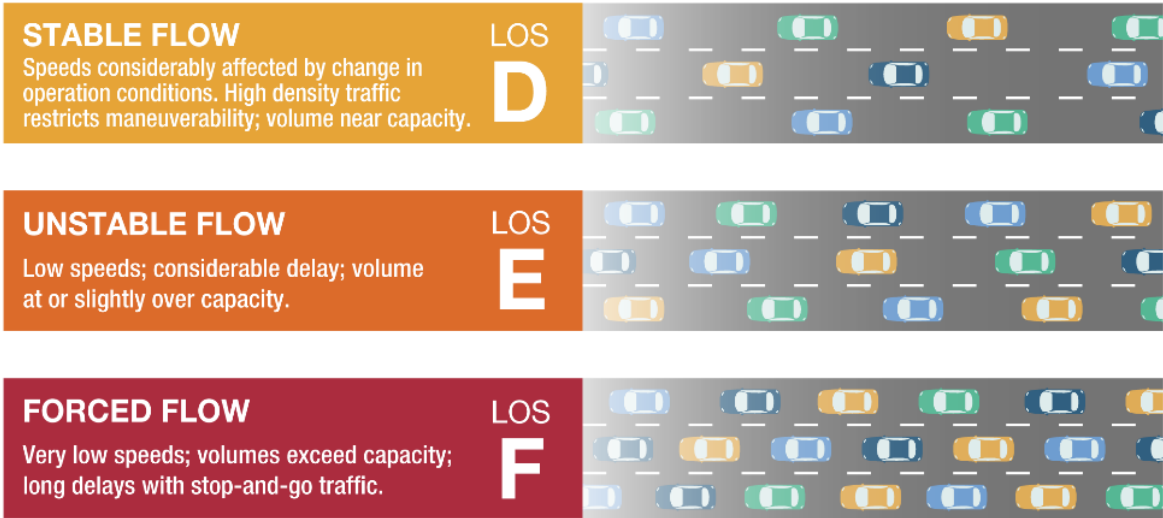 STABLE FLOW
LOS
Speeds considerably affected by change in
operation conditions. High density traffic
restricts maneuverability; volume near capacity.
D
UNSTABLE FLOW
LOS
Low speeds; considerable delay; volume
at or slightly over capacity.
E
FORCED FLOW
LOS
Very low speeds; volumes exceed capacity;
long delays with stop-and-go traffic.
F